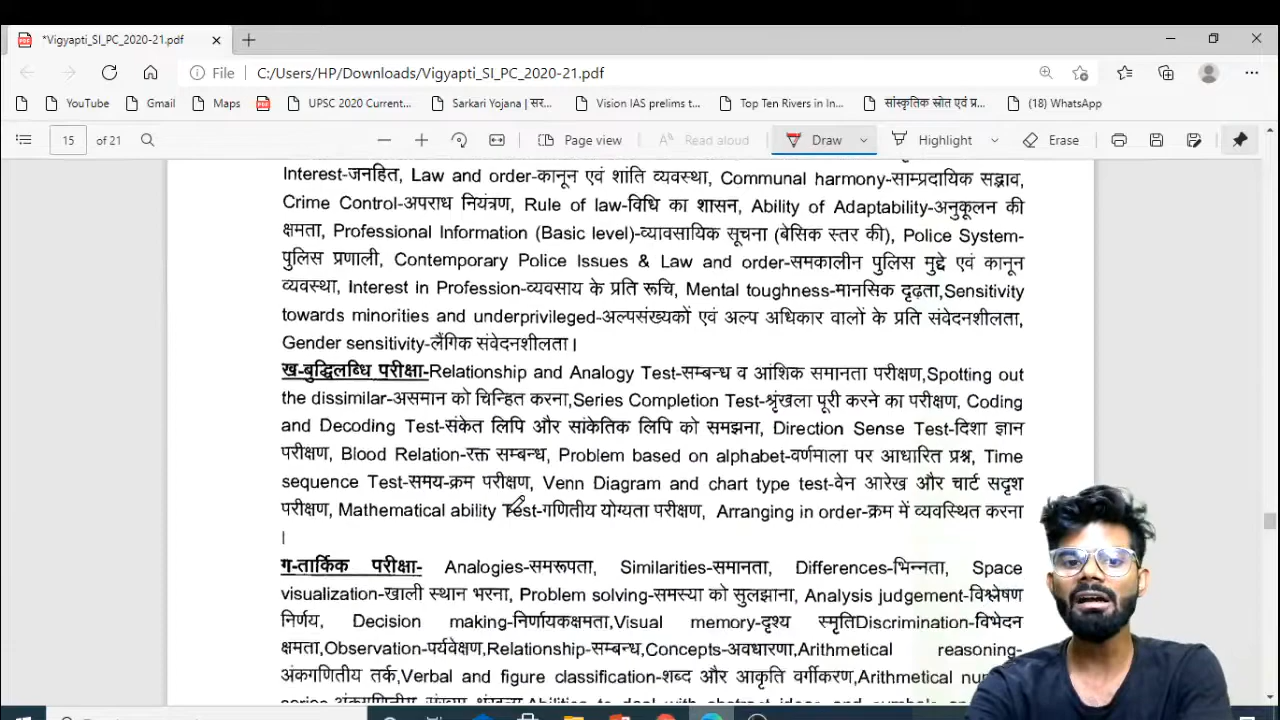 *Vigyapti_SI_PC_2020-21.pdf
File C:/Users/HP/Downloads/Vigyapti_SI_PC_2020-21.pdf
YouTube Gmail Maps UPSC 2020 Current... Sarkari Yojana | सर... Vision IAS prelims t... Top Ten Rivers in In... सांस्कृतिक स्रोत एवं प्र... (18) WhatsApp
15 of 21 Page view Read aloud Draw Highlight Erase
Interest-जनहित, Law and order-कानून एवं शांति व्यवस्था, Communal harmony-साम्प्रदायिक सद्भाव,
Crime Control-अपराध नियंत्रण, Rule of law-विधि का शासन, Ability of Adaptability-अनुकूलन की
क्षमता, Professional Information (Basic level)-व्यावसायिक सूचना (बेसिक स्तर की), Police System-
पुलिस प्रणाली, Contemporary Police Issues & Law and order-समकालीन पुलिस मुद्दे एवं कानून
व्यवस्था, Interest in Profession-व्यवसाय के प्रति रूचि, Mental toughness-मानसिक दृढ़ता,Sensitivity
towards minorities and underprivileged-अल्पसंख्यकों एवं अल्प अधिकार वालों के प्रति संवेदनशीलता,
Gender sensitivity-लैंगिक संवेदनशीलता।
ख-बुद्धिलब्धि परीक्षा-Relationship and Analogy Test-सम्बन्ध व आंशिक समानता परीक्षण,Spotting out
the dissimilar-असमान को चिन्हित करना,Series Completion Test-श्रृंखला पूरी करने का परीक्षण, Coding
and Decoding Test-संकेत लिपि और सांकेतिक लिपि को समझना, Direction Sense Test-दिशा ज्ञान
परीक्षण, Blood Relation-रक्त सम्बन्ध, Problem based on alphabet-वर्णमाला पर आधारित प्रश्न, Time
sequence Test-समय-क्रम परीक्षण, Venn Diagram and chart type test-वेन आरेख और चार्ट सदृश
परीक्षण, Mathematical ability Test-गणितीय योग्यता परीक्षण, Arranging in order-क्रम में व्यवस्थित करना
।
ग-तार्किक परीक्षा- Analogies-समरूपता, Similarities-समानता, Differences-भिन्नता, Space
visualization-खाली स्थान भरना, Problem solving-समस्या को सुलझाना, Analysis judgement-विश्लेषण
निर्णय, Decision making-निर्णायकक्षमता,Visual memory-दृश्य स्मृतिDiscrimination-विभेदन
क्षमता,Observation-पर्यवेक्षण,Relationship-सम्बन्ध,Concepts-अवधारणा,Arithmetical reasoning-
अंकगणितीय तर्क,Verbal and figure classification-शब्द और आकृति वर्गीकरण,Arithmetical